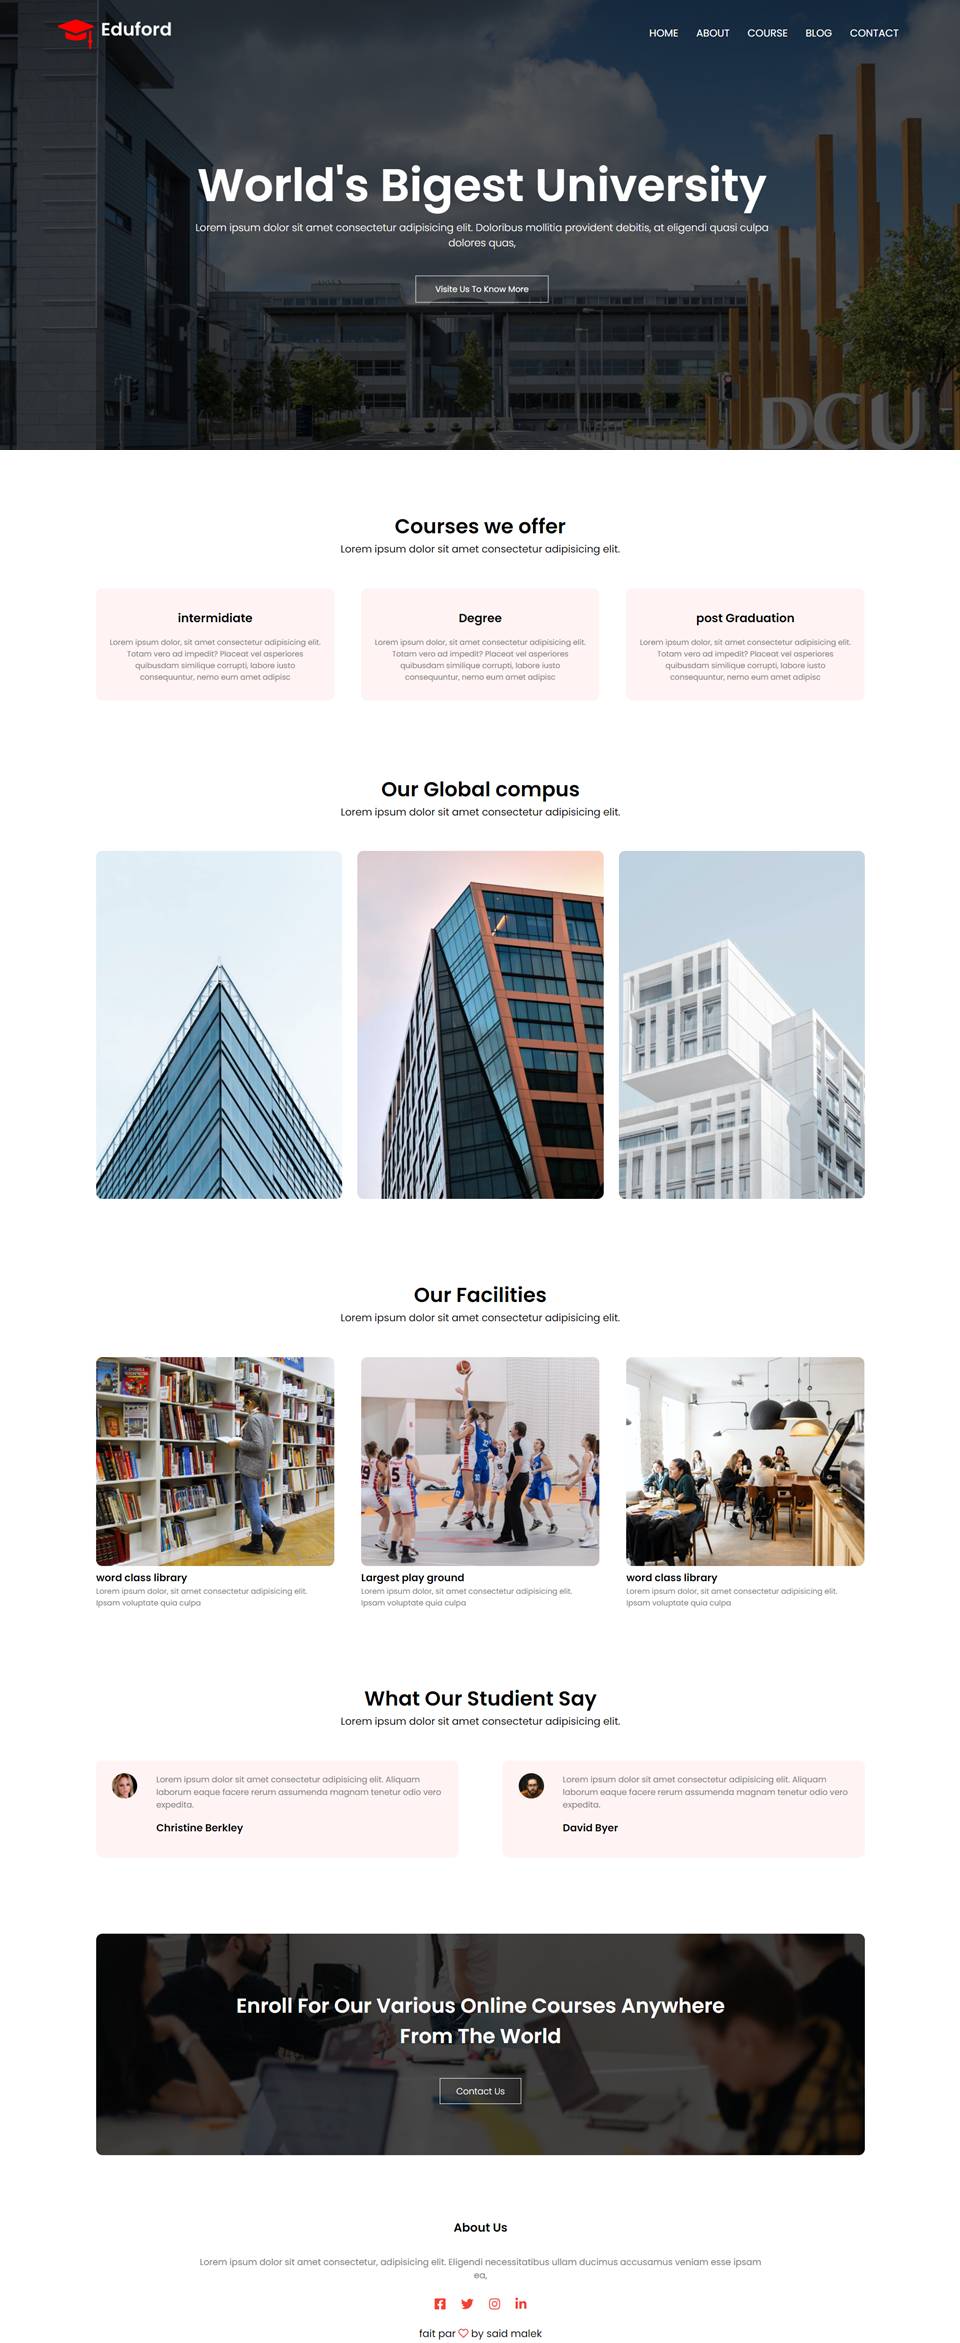 Eduford
HOME ABOUT COURSE BLOG CONTACT
World's Bigest University
Lorem ipsum dolor sit amet consectetur adipisicing elit. Doloribus mollitia provident debitis, at eligendi quasi culpa
dolores quas,
Visite Us To Know More
DCU
Courses we offer
Lorem ipsum dolor sit amet consectetur adipisicing elit.
intermidiate
Lorem ipsum dolor, sit amet consectetur adipisicing elit.
Totam vero ad impedit? Placeat vel asperiores
quibusdam similique corrupti, labore iusto
consequuntur, nemo eum amet adipisc
Degree
Lorem ipsum dolor, sit amet consectetur adipisicing elit.
Totam vero ad impedit? Placeat vel asperiores
quibusdam similique corrupti, labore iusto
consequuntur, nemo eum amet adipisc
post Graduation
Lorem ipsum dolor, sit amet consectetur adipisicing elit.
Totam vero ad impedit? Placeat vel asperiores
quibusdam similique corrupti, labore iusto
consequuntur, nemo eum amet adipisc
Our Global compus
Lorem ipsum dolor sit amet consectetur adipisicing elit.
Our Facilities
Lorem ipsum dolor sit amet consectetur adipisicing elit.
5
word class library
Lorem ipsum dolor, sit amet consectetur adipisicing elit.
Ipsam voluptate quia culpa
Largest play ground
Lorem ipsum dolor, sit amet consectetur adipisicing elit.
Ipsam voluptate quia culpa
word class library
Lorem ipsum dolor, sit amet consectetur adipisicing elit.
Ipsam voluptate quia culpa
What Our Student Say
Lorem ipsum dolor sit amet consectetur adipisicing elit.
Lorem ipsum dolor sit amet consectetur adipisicing elit. Aliquam
laborum eaque facere rerum assumenda magnam tenetur odio vero
expedita.
Christine Berkley
Lorem ipsum dolor sit amet consectetur adipisicing elit. Aliquam
laborum eaque facere rerum assumenda magnam tenetur odio vero
expedita.
David Byer
Enroll For Our Various Online Courses Anywhere
From The World
Contact Us
About Us
Lorem ipsum dolor sit amet consectetur, adipisicing elit. Eligendi necessitatibus ullam ducimus accusamus veniam esse ipsam
ea,
fait par by said malek